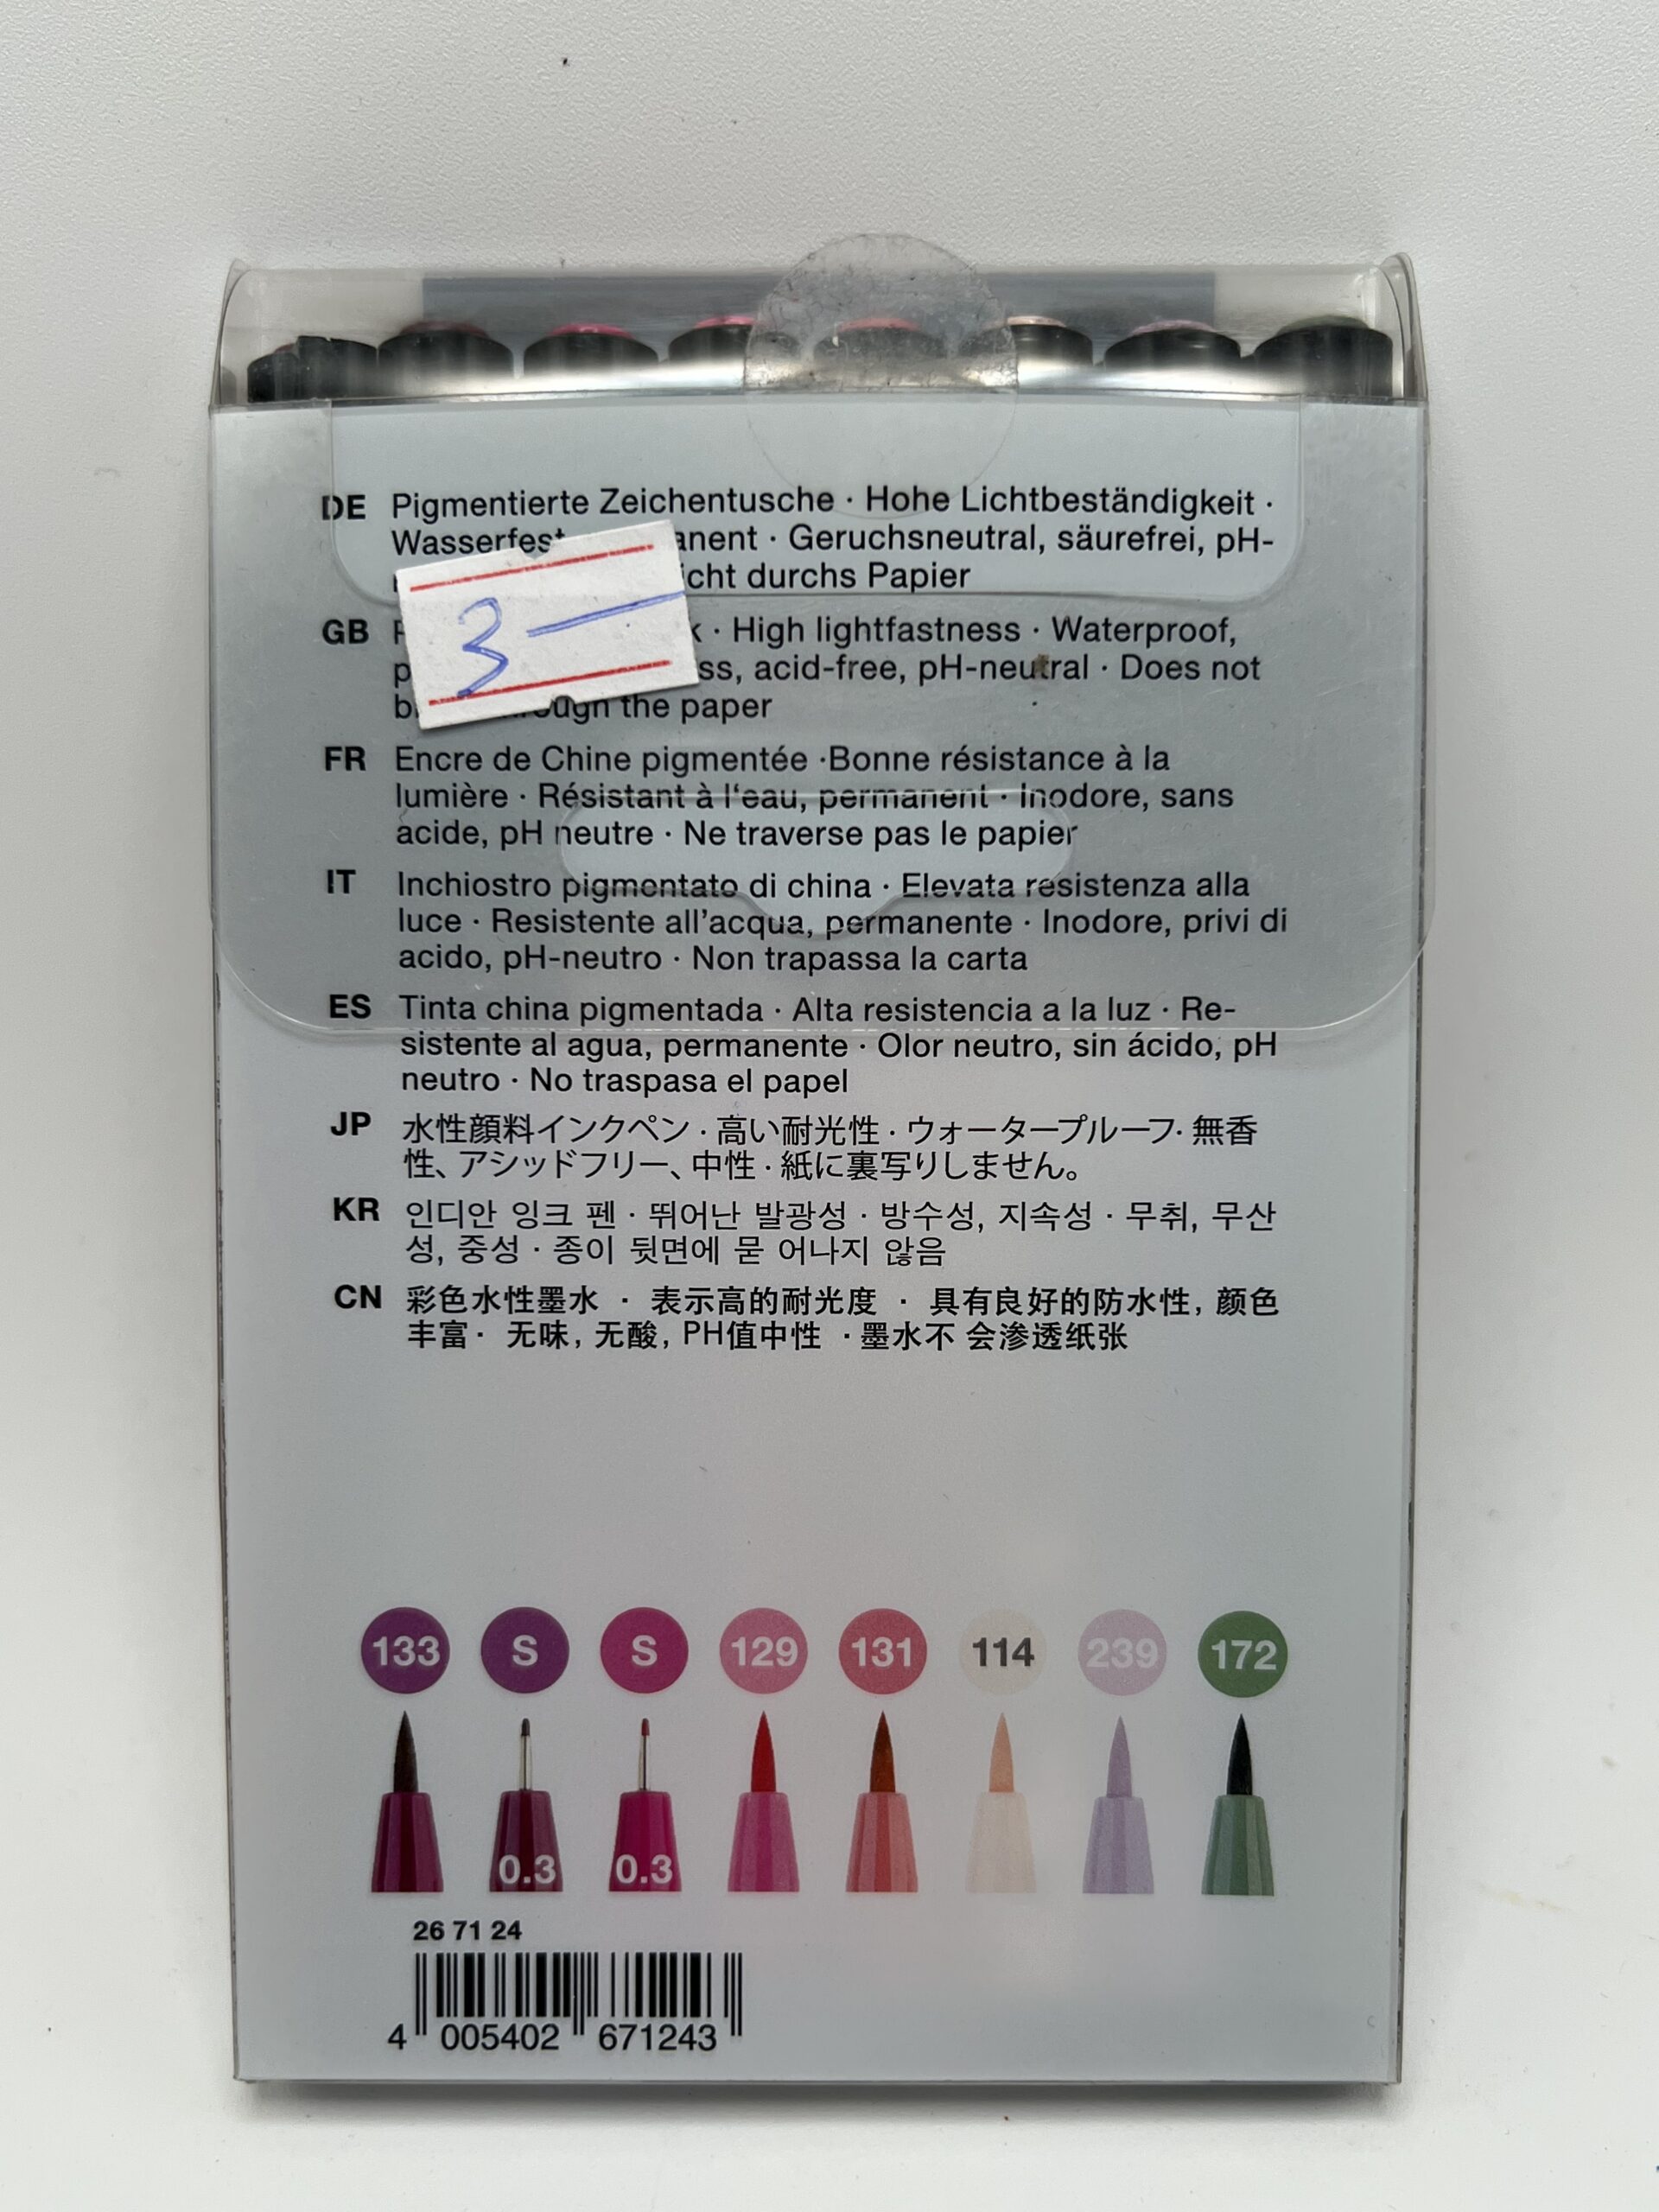 DE Pigmentierte Zeichentusche · Hohe Lichtbeständigkeit ·
Geruchsneutral, säurefrei, pH-
durchs Papier
3 —
GB · High lightfastness · Waterproof,
acid-free, pH-neutral · Does not
the paper
FR Encre de Chine pigmentée ·Bonne résistance à la
lumière · Résistant à l‘eau, permanent · Inodore, sans
acide, pH neutre · Ne traverse pas le papier
IT Inchiostro pigmentato di china · Elevata resistenza alla
luce · Resistente all’acqua, permanente · Inodore, privi di
acido, pH-neutro · Non trapassa la carta
ES Tinta china pigmentada · Alta resistencia a la luz · Re-
sistente al agua, permanente · Olor neutro, sin ácido, pH
neutro · No traspasa el papel
JP 水性顔料インクペン · 高い耐光性 · ウォータープルーフ· 無香
性、アシッドフリー、中性 · 紙に裏写りしません。
KR 인디안 잉크 펜 · 뛰어난 발광성 · 방수성, 지속성 · 무취, 무산
성, 중성 · 종이 뒷면에 묻 어나지 않음
CN 彩色水性墨水 · 表示高的耐光度 · 具有良好的防水性, 颜色
丰富· 无味, 无酸, PH值中性 ·墨水不 会渗透纸张
133 S S 129 131 114 239 172
0.3 0.3
26 71 24
4 005402 671243